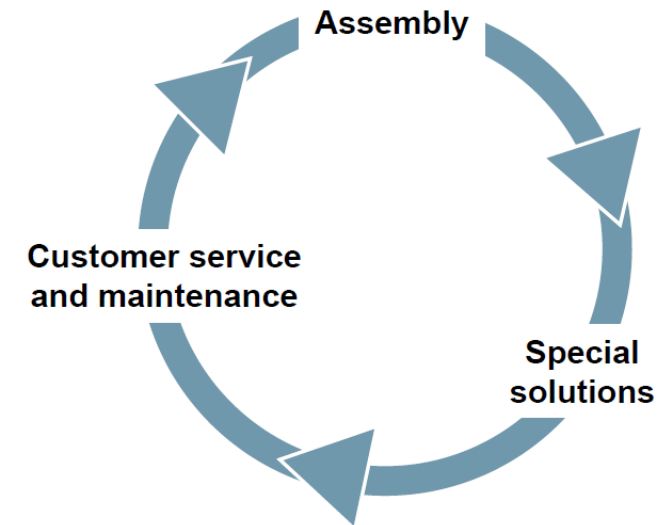 Assembly
Customer service
and maintenance
Special
solutions